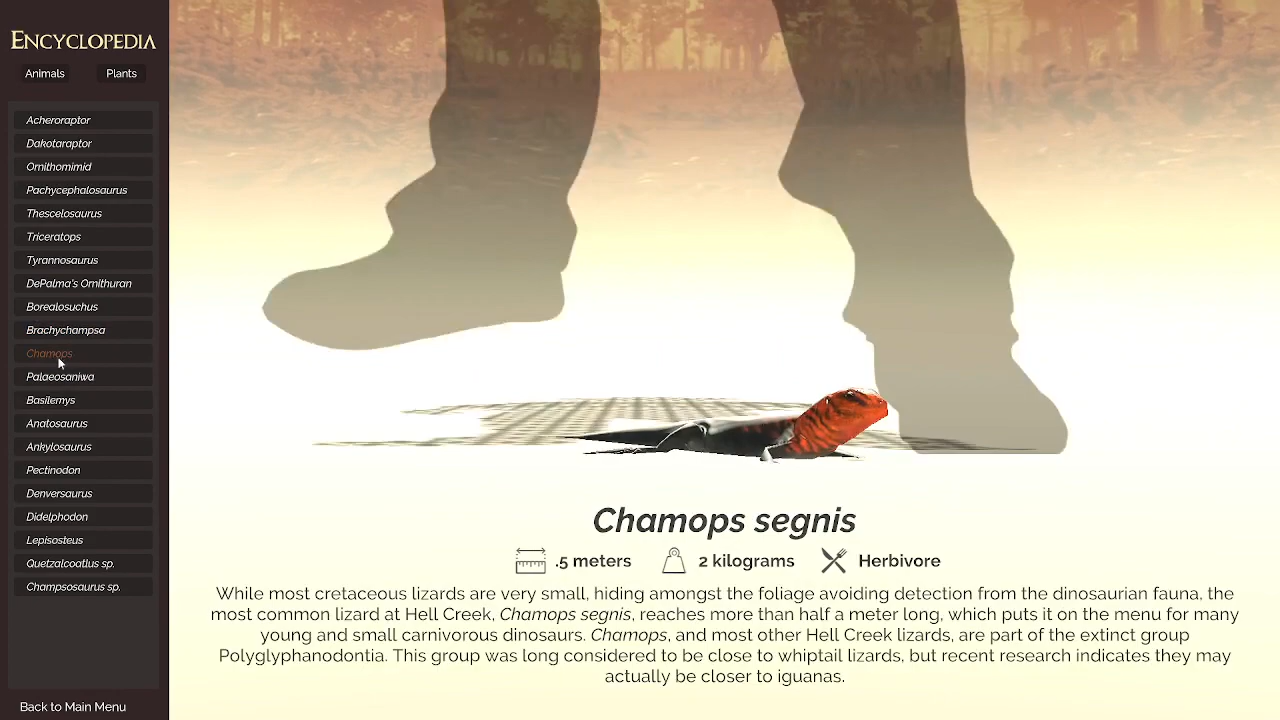 ENCYCLOPEDIA
Animals
Plants
Acheroraptor
Dakotaraptor
Ornithomimid
Pachycephalosaurus
Thescelosaurus
Triceratops
Tyrannosaurus
DePalma's Ornithuran
Borealosuchus
Brachychampsa
Chamops
Palaeosaniwa
Basilemys
Anatosaurus
Ankylosaurus
Pectinodon
Denversaurus
Didelphodon
Lepisosteus
Quetzalcoatlus sp.
Champsosaurus sp.
Back to Main Menu
Chamops segnis
.5 meters
2 kilograms
Herbivore
While most cretaceous lizards are very small, hiding amongst the foliage avoiding detection from the dinosaurian fauna, the
most common lizard at Hell Creek, Chamops segnis, reaches more than half a meter long, which puts it on the menu for many
young and small carnivorous dinosaurs. Chamops, and most other Hell Creek lizards, are part of the extinct group
Polyglyphanodontia. This group was long considered to be close to whiptail lizards, but recent research indicates they may
actually be closer to iguanas.